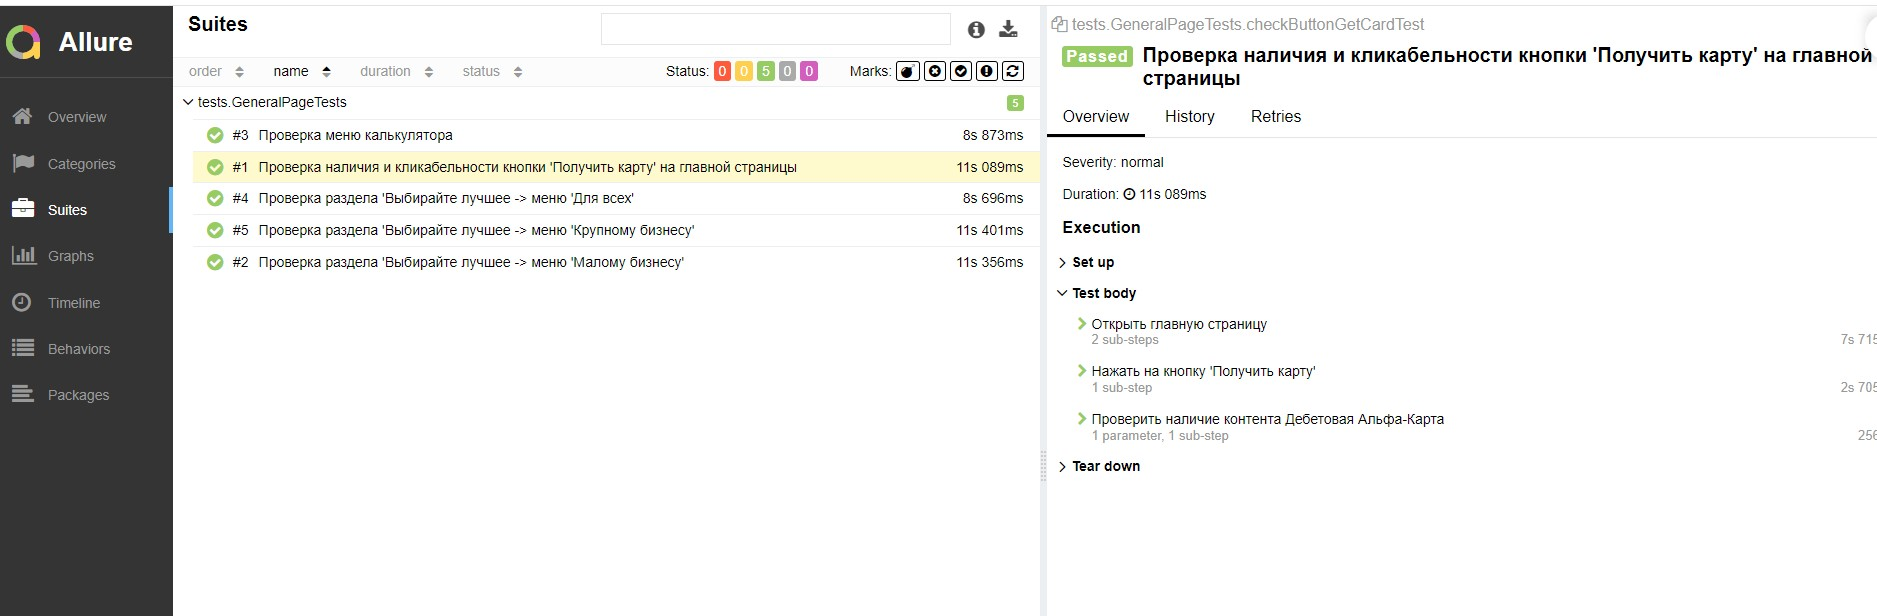 Allure
Overview
Categories
Suites
Graphs
Timeline
Behaviors
Packages
Suites
order name duration status Status: 0 0 5 0 0 Marks:
tests.GeneralPageTests 5
#3 Проверка меню калькулятора 8s 873ms
#1 Проверка наличия и кликабельности кнопки 'Получить карту' на главной страницы 11s 089ms
#4 Проверка раздела 'Выбирайте лучшее -> меню 'Для всех' 8s 696ms
#5 Проверка раздела 'Выбирайте лучшее -> меню 'Крупному бизнесу' 11s 401ms
#2 Проверка раздела 'Выбирайте лучшее -> меню 'Малому бизнесу' 11s 356ms
tests.GeneralPageTests.checkButtonGetCardTest
Passed Проверка наличия и кликабельности кнопки 'Получить карту' на главной
страницы
Overview History Retries
Severity: normal
Duration: 11s 089ms
Execution
Set up
Test body
Открыть главную страницу
2 sub-steps 7s 715
Нажать на кнопку 'Получить карту'
1 sub-step 2s 705
Проверить наличие контента Дебетовая Альфа-Карта
1 parameter, 1 sub-step 256
Tear down